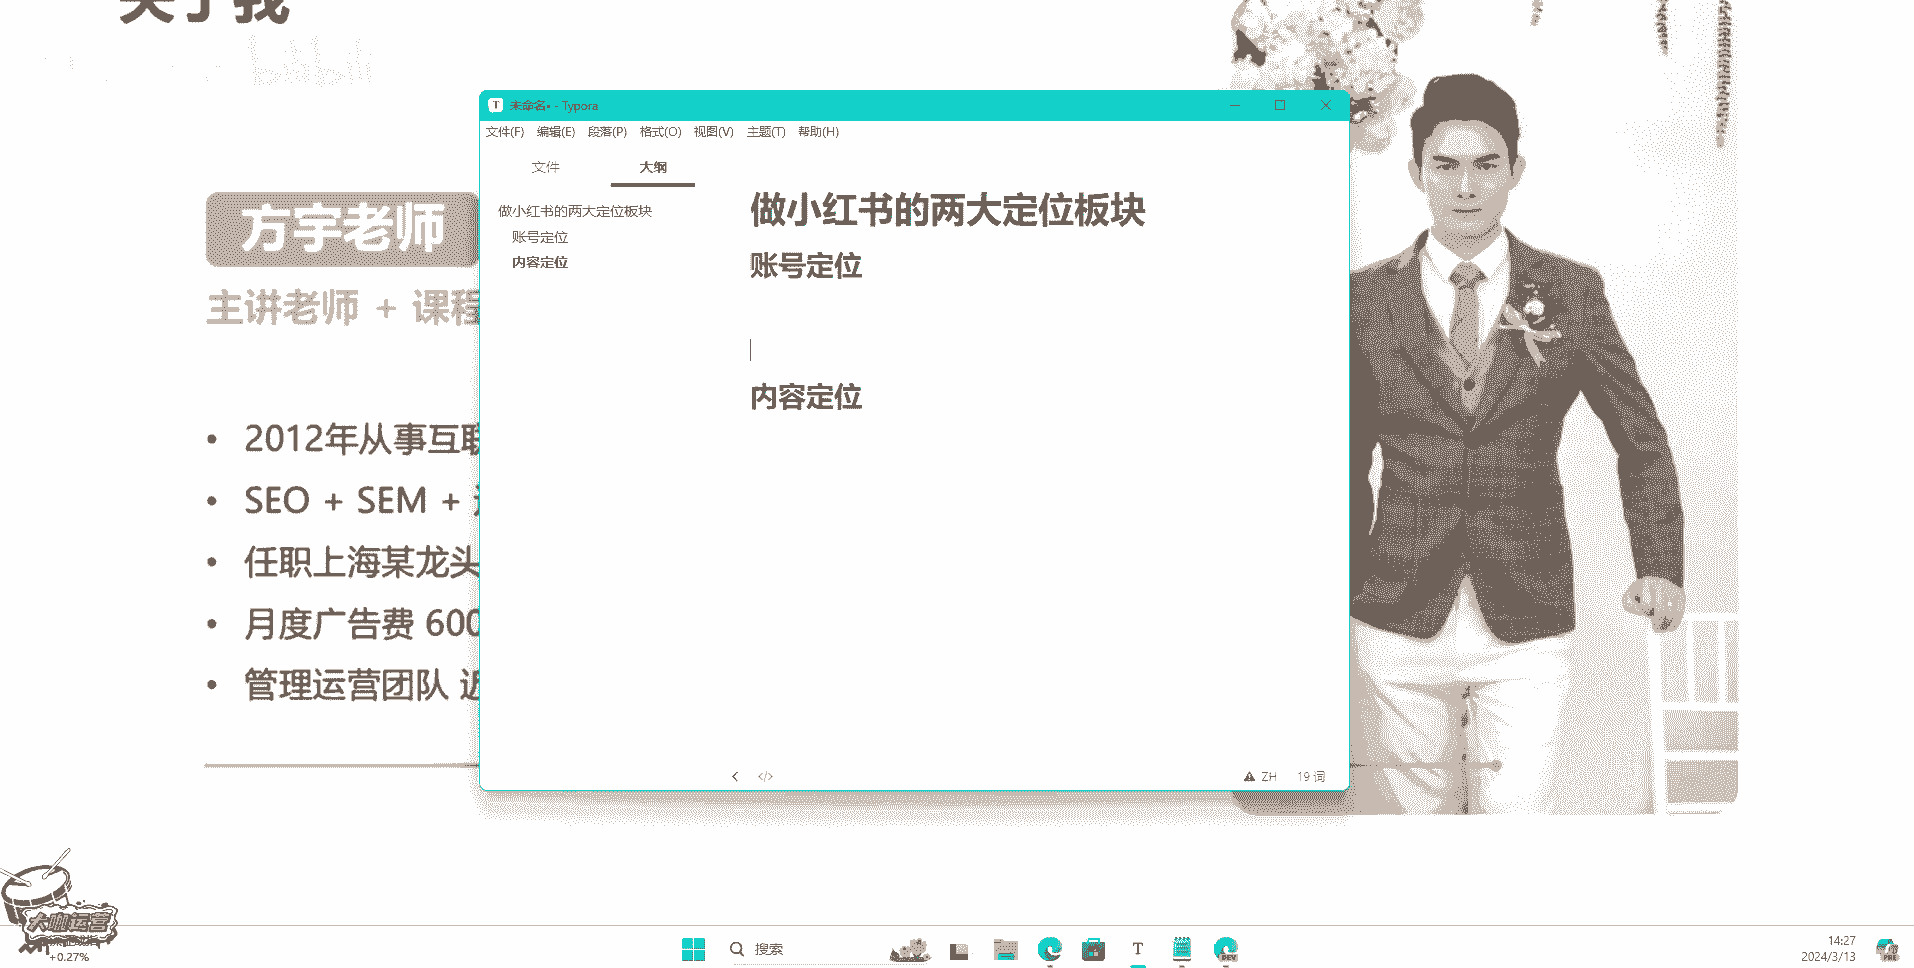 关于我
bilibili
未命名• - Typora
文件(F) 编辑(E) 段落(P) 格式(O) 视图(V) 主题(T) 帮助(H)
文件 大纲
做小红书的两大定位板块
账号定位
内容定位
做小红书的两大定位板块
账号定位
内容定位
方宇老师
主讲老师 + 课程
2012年从事互联
SEO + SEM +
任职上海某龙头
月度广告费 600
管理运营团队 近
ZH 19 词
大咖运营
+0.27%
搜索
DEV
14:27
2024/3/13
PRE